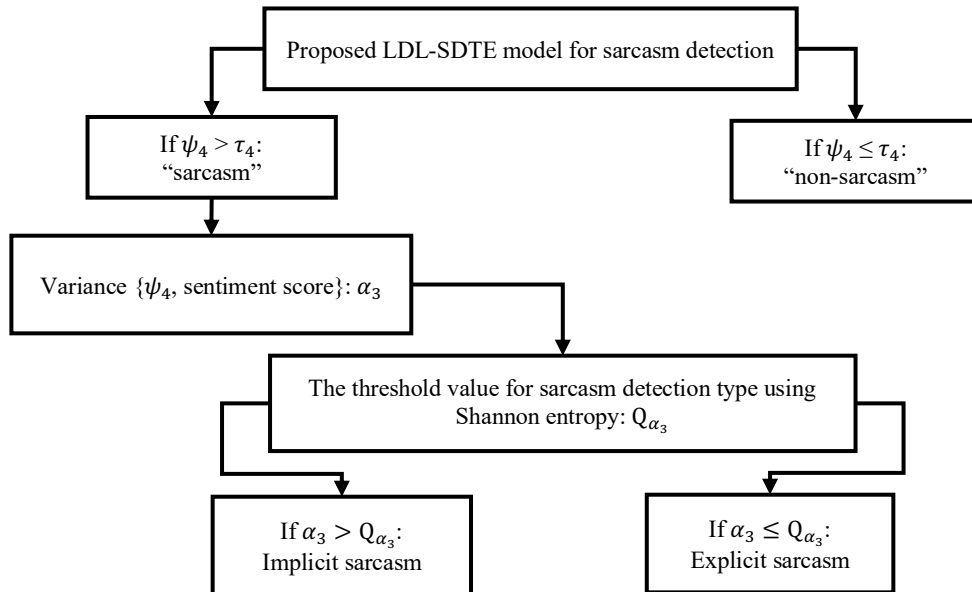 Proposed LDL-SDTE model for sarcasm detection
If ψ₄ > τ₄:
“sarcasm”
If ψ₄ ≤ τ₄:
“non-sarcasm”
Variance {ψ₄, sentiment score}: α₃
The threshold value for sarcasm detection type using
Shannon entropy: Q_α₃
If α₃ > Q_α₃:
Implicit sarcasm
If α₃ ≤ Q_α₃:
Explicit sarcasm